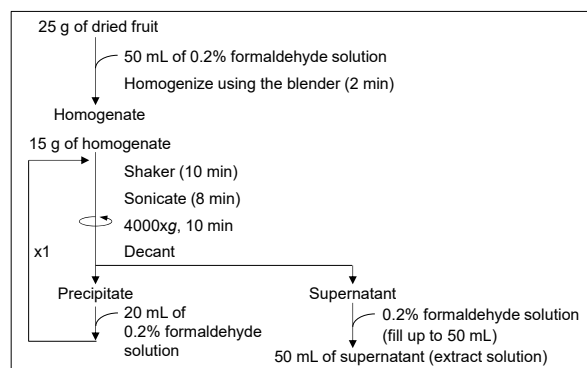 25 g of dried fruit
50 mL of 0.2% formaldehyde solution
Homogenize using the blender (2 min)
Homogenate
15 g of homogenate
Shaker (10 min)
Sonicate (8 min)
4000xg, 10 min
x1
Decant
Precipitate
20 mL of
0.2% formaldehyde
solution
Supernatant
0.2% formaldehyde solution
(fill up to 50 mL)
50 mL of supernatant (extract solution)